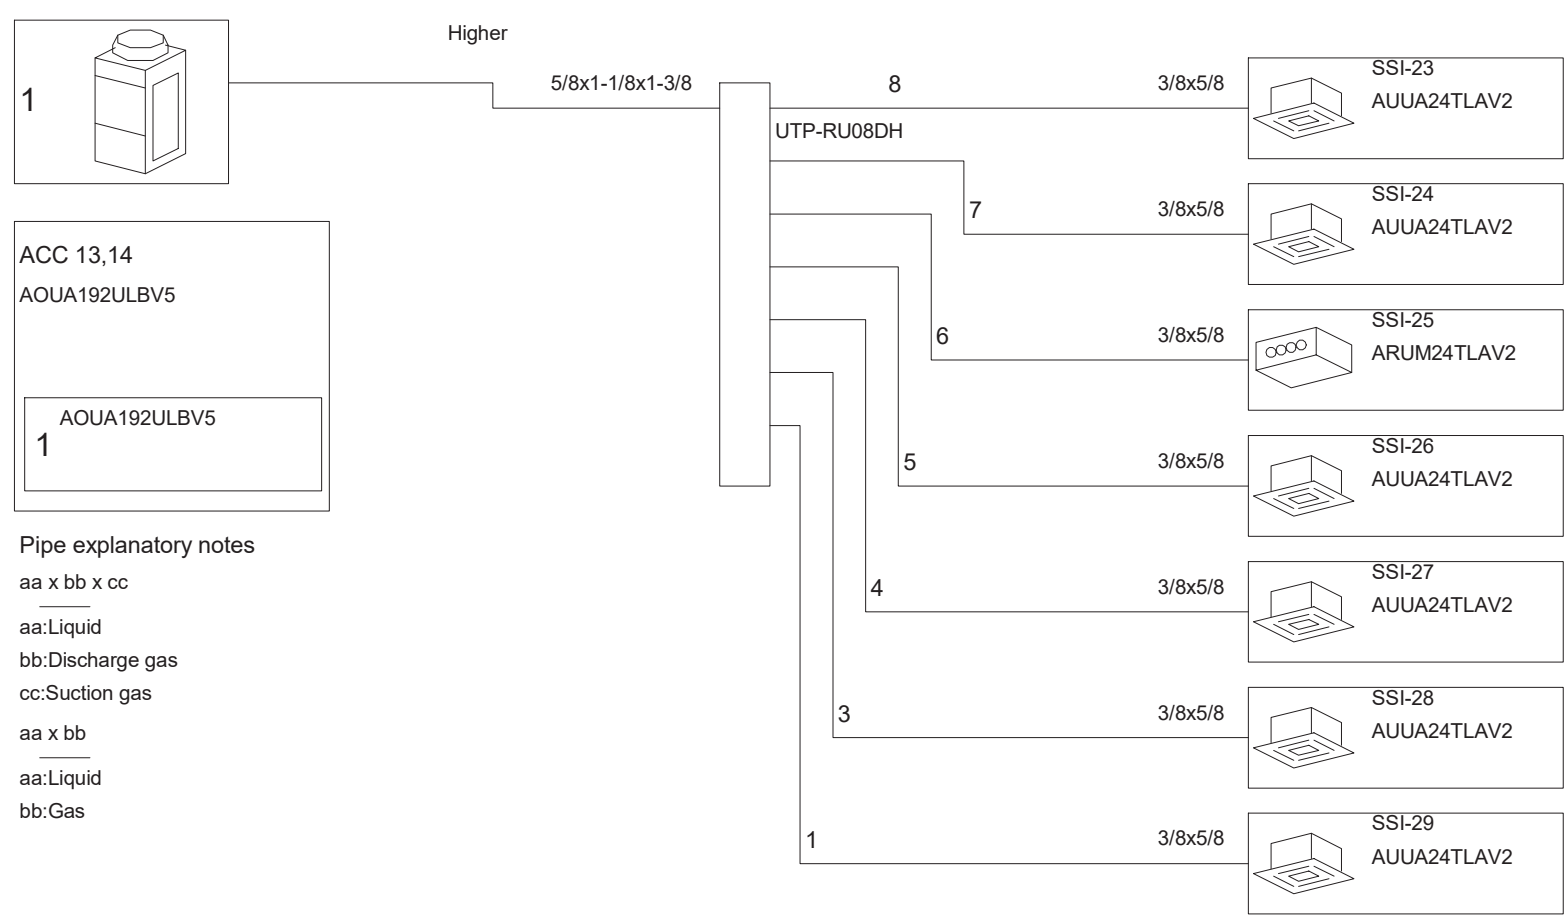 Higher
1
5/8x1-1/8x1-3/8
UTP-RU08DH
8
3/8x5/8
SSI-23
AUUA24TLAV2
7
3/8x5/8
SSI-24
AUUA24TLAV2
6
3/8x5/8
SSI-25
ARUM24TLAV2
5
3/8x5/8
SSI-26
AUUA24TLAV2
4
3/8x5/8
SSI-27
AUUA24TLAV2
3
3/8x5/8
SSI-28
AUUA24TLAV2
1
3/8x5/8
SSI-29
AUUA24TLAV2
ACC 13,14
AOUA192ULBV5
AOUA192ULBV5
1
Pipe explanatory notes
aa x bb x cc
aa:Liquid
bb:Discharge gas
cc:Suction gas
aa x bb
aa:Liquid
bb:Gas